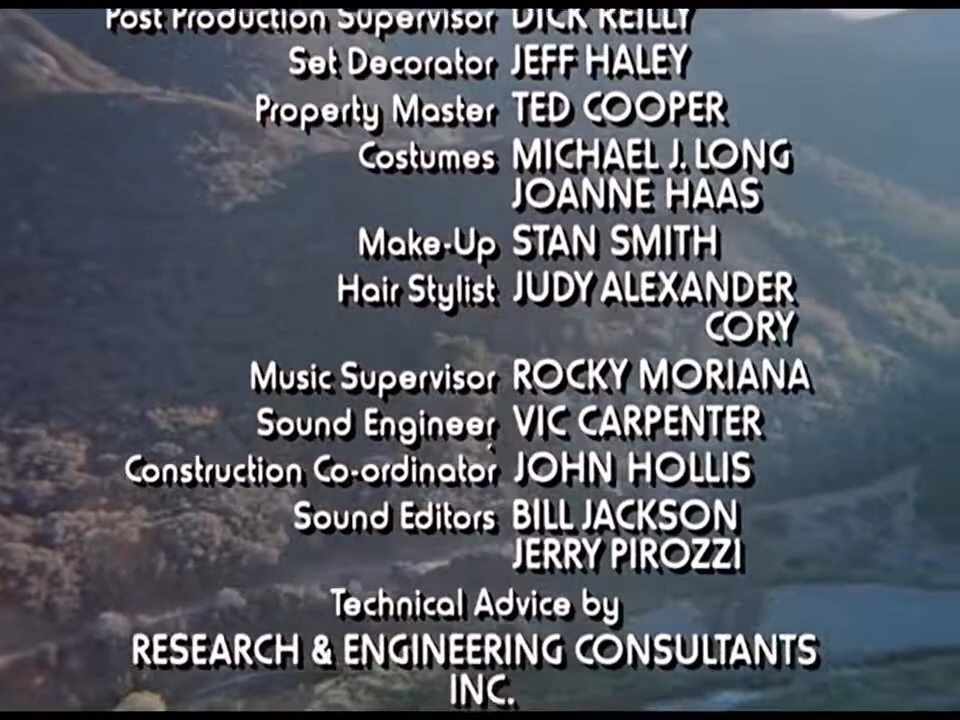 Post Production Supervisor DICK REILLY
Set Decorator JEFF HALEY
Property Master TED COOPER
Costumes MICHAEL J. LONG
JOANNE HAAS
Make-Up STAN SMITH
Hair Stylist JUDY ALEXANDER
CORY
Music Supervisor ROCKY MORIANA
Sound Engineer VIC CARPENTER
Construction Co-ordinator JOHN HOLLIS
Sound Editors BILL JACKSON
JERRY PIROZZI
Technical Advice by
RESEARCH & ENGINEERING CONSULTANTS
INC.